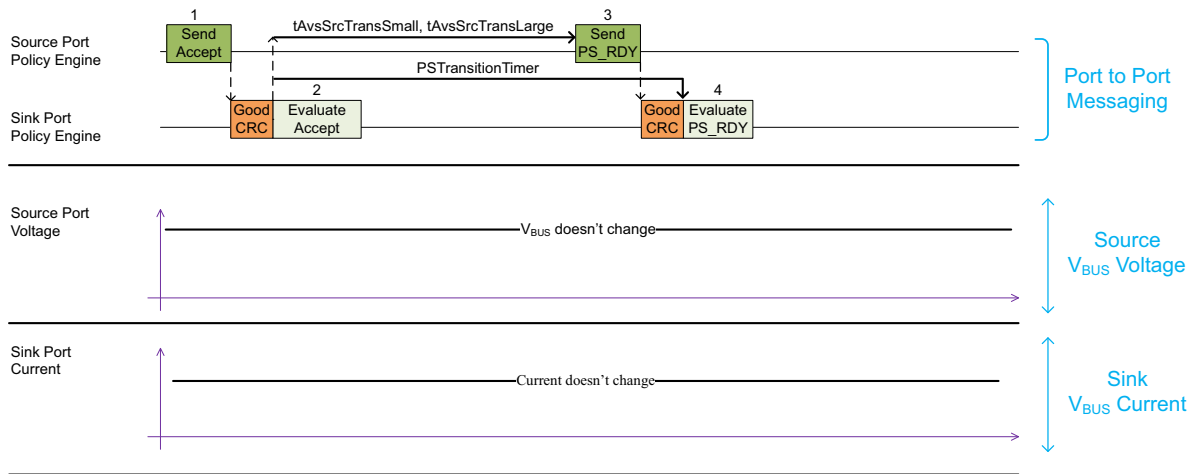 1
tAvsSrcTransSmall, tAvsSrcTransLarge
3
Source Port
Policy Engine
Send
Accept
Send
PS_RDY
PSTransitionTimer
2
4
Sink Port
Policy Engine
Good
CRC
Evaluate
Accept
Good
CRC
Evaluate
PS_RDY
Port to Port
Messaging
Source Port
Voltage
VBUS doesn't change
Source
VBUS Voltage
Sink Port
Current
Current doesn't change
Sink
VBUS Current